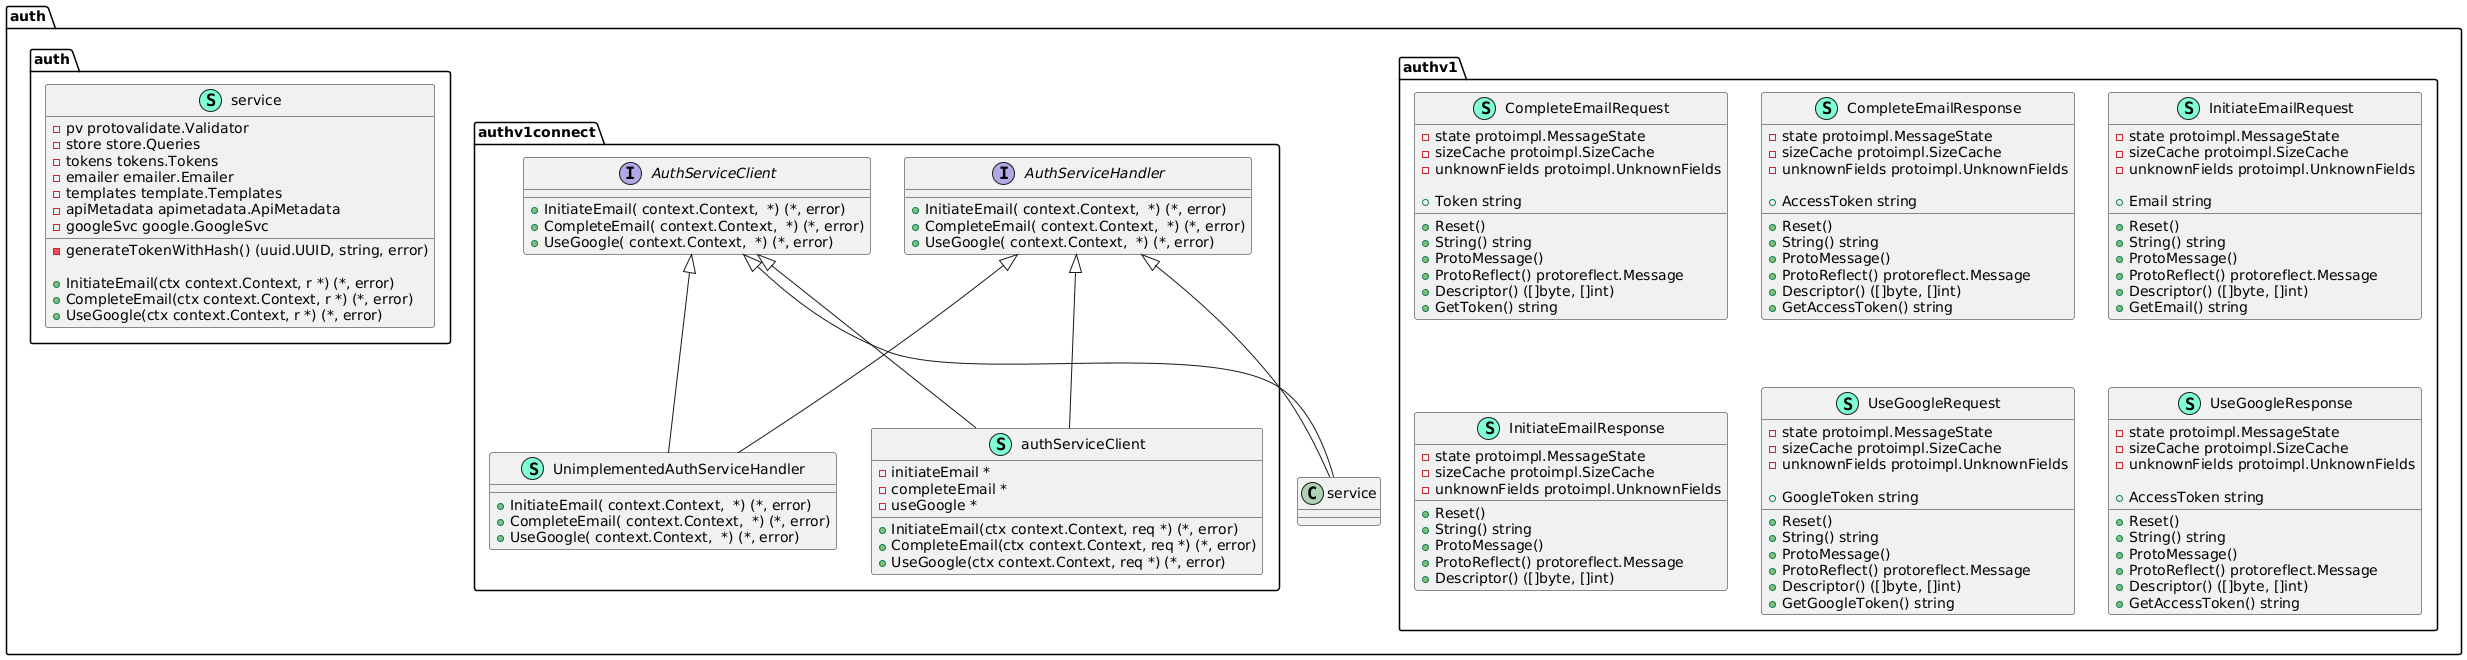 auth
auth
S service
pv protovalidate.Validator
store store.Queries
tokens tokens.Tokens
emailer emailer.Emailer
templates template.Templates
apiMetadata apimetadata.ApiMetadata
googleSvc google.GoogleSvc
generateTokenWithHash() (uuid.UUID, string, error)
InitiateEmail(ctx context.Context, r *) (*, error)
CompleteEmail(ctx context.Context, r *) (*, error)
UseGoogle(ctx context.Context, r *) (*, error)
authv1connect
I AuthServiceClient
InitiateEmail( context.Context,  *) (*, error)
CompleteEmail( context.Context,  *) (*, error)
UseGoogle( context.Context,  *) (*, error)
I AuthServiceHandler
InitiateEmail( context.Context,  *) (*, error)
CompleteEmail( context.Context,  *) (*, error)
UseGoogle( context.Context,  *) (*, error)
S UnimplementedAuthServiceHandler
InitiateEmail( context.Context,  *) (*, error)
CompleteEmail( context.Context,  *) (*, error)
UseGoogle( context.Context,  *) (*, error)
S authServiceClient
initiateEmail *
completeEmail *
useGoogle *
InitiateEmail(ctx context.Context, req *) (*, error)
CompleteEmail(ctx context.Context, req *) (*, error)
UseGoogle(ctx context.Context, req *) (*, error)
C service
authv1
S CompleteEmailRequest
state protoimpl.MessageState
sizeCache protoimpl.SizeCache
unknownFields protoimpl.UnknownFields
Token string
Reset()
String() string
ProtoMessage()
ProtoReflect() protoreflect.Message
Descriptor() ([]byte, []int)
GetToken() string
S CompleteEmailResponse
state protoimpl.MessageState
sizeCache protoimpl.SizeCache
unknownFields protoimpl.UnknownFields
AccessToken string
Reset()
String() string
ProtoMessage()
ProtoReflect() protoreflect.Message
Descriptor() ([]byte, []int)
GetAccessToken() string
S InitiateEmailRequest
state protoimpl.MessageState
sizeCache protoimpl.SizeCache
unknownFields protoimpl.UnknownFields
Email string
Reset()
String() string
ProtoMessage()
ProtoReflect() protoreflect.Message
Descriptor() ([]byte, []int)
GetEmail() string
S InitiateEmailResponse
state protoimpl.MessageState
sizeCache protoimpl.SizeCache
unknownFields protoimpl.UnknownFields
Reset()
String() string
ProtoMessage()
ProtoReflect() protoreflect.Message
Descriptor() ([]byte, []int)
S UseGoogleRequest
state protoimpl.MessageState
sizeCache protoimpl.SizeCache
unknownFields protoimpl.UnknownFields
GoogleToken string
Reset()
String() string
ProtoMessage()
ProtoReflect() protoreflect.Message
Descriptor() ([]byte, []int)
GetGoogleToken() string
S UseGoogleResponse
state protoimpl.MessageState
sizeCache protoimpl.SizeCache
unknownFields protoimpl.UnknownFields
AccessToken string
Reset()
String() string
ProtoMessage()
ProtoReflect() protoreflect.Message
Descriptor() ([]byte, []int)
GetAccessToken() string